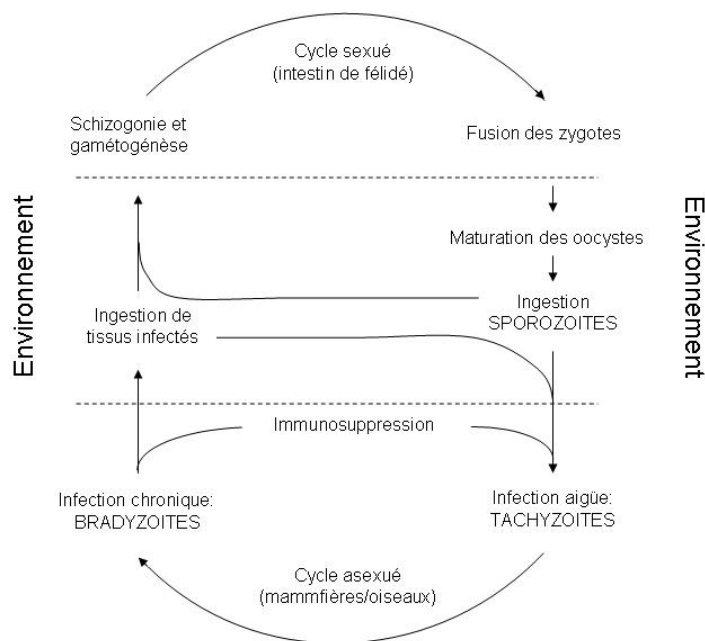 Cycle sexué
(intestin de félidé)
Schizogonie et
gamétogénèse
Fusion des zygotes
Environnement
Environnement
Maturation des oocystes
Ingestion de
tissus infectés
Ingestion
SPOROZOITES
Immunosuppression
Infection chronique:
BRADYZOITES
Infection aigüe:
TACHYZOITES
Cycle asexué
(mammfières/oiseaux)